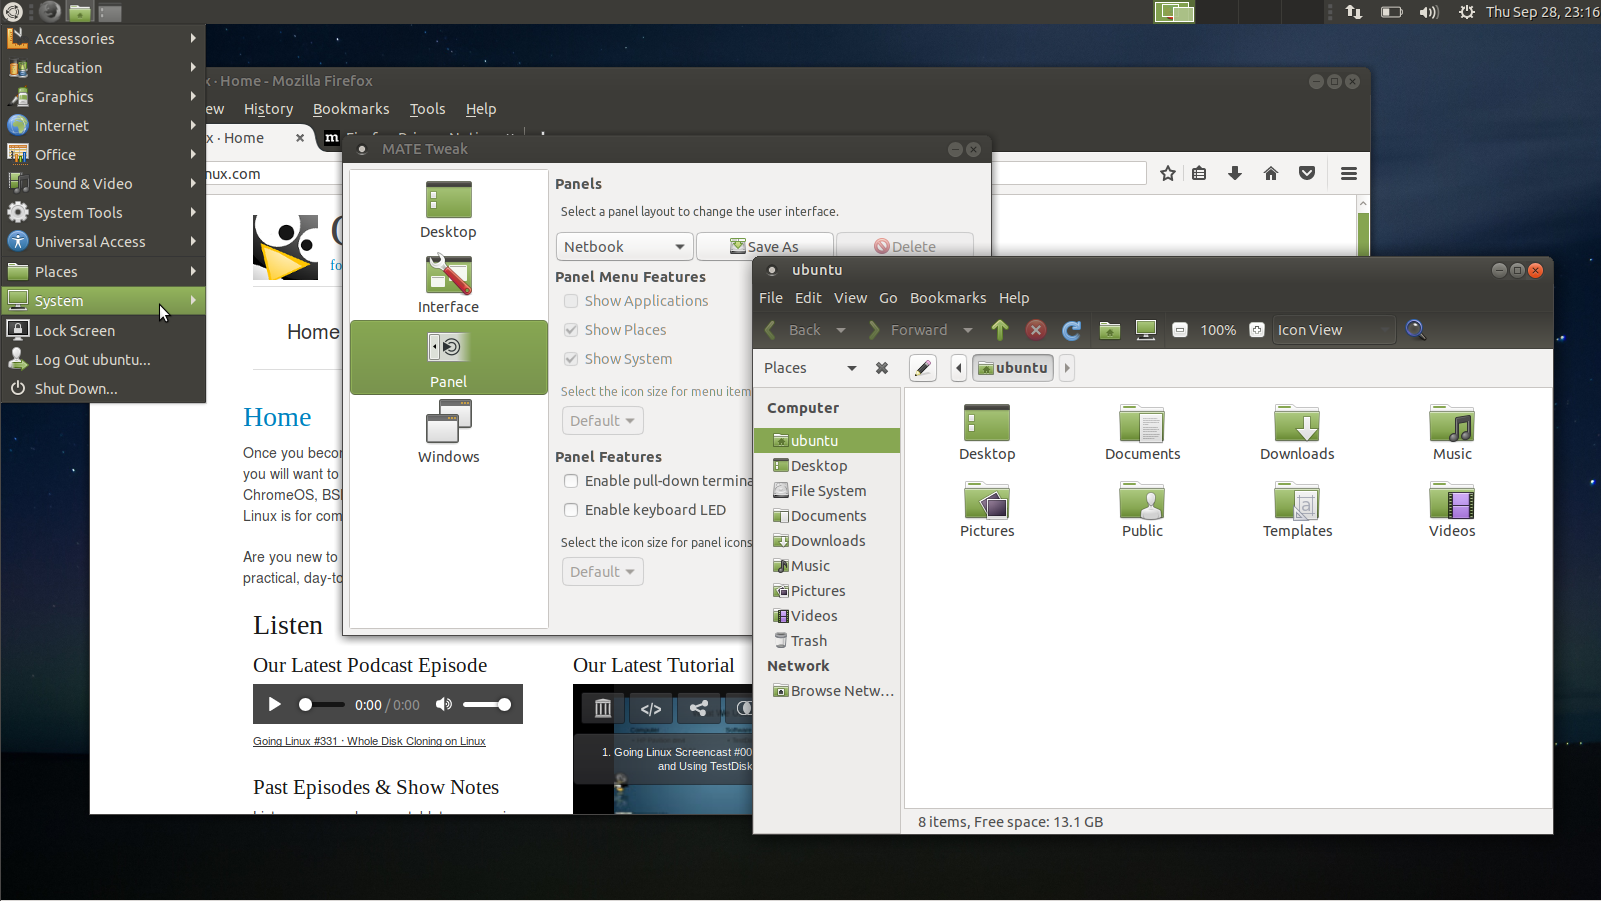 Thu Sep 28, 23:16
Accessories
Education
Graphics
Internet
Office
Sound & Video
System Tools
Universal Access
Places
System
Lock Screen
Log Out ubuntu...
Shut Down...
x · Home - Mozilla Firefox
ew History Bookmarks Tools Help
x · Home
m
nux.com
fo
Home
Home
Once you becor
you will want to
ChromeOS, BSI
Linux is for com
Are you new to
practical, day-to
Listen
Our Latest Podcast Episode
0:00 / 0:00
Going Linux #331 · Whole Disk Cloning on Linux
Past Episodes & Show Notes
Our Latest Tutorial
</>
1. Going Linux Screencast #00
and Using TestDisk
MATE Tweak
Desktop
Interface
Panel
Windows
Panels
Select a panel layout to change the user interface.
Netbook Save As Delete
Panel Menu Features
Show Applications
Show Places
Show System
Select the icon size for menu item
Default
Panel Features
Enable pull-down termina
Enable keyboard LED
Select the icon size for panel icons
Default
ubuntu
File Edit View Go Bookmarks Help
Back Forward 100% Icon View
Places ubuntu
Computer
ubuntu
Desktop
File System
Documents
Downloads
Music
Pictures
Videos
Trash
Network
Browse Netw...
Desktop Documents Downloads Music
Pictures Public Templates Videos
8 items, Free space: 13.1 GB